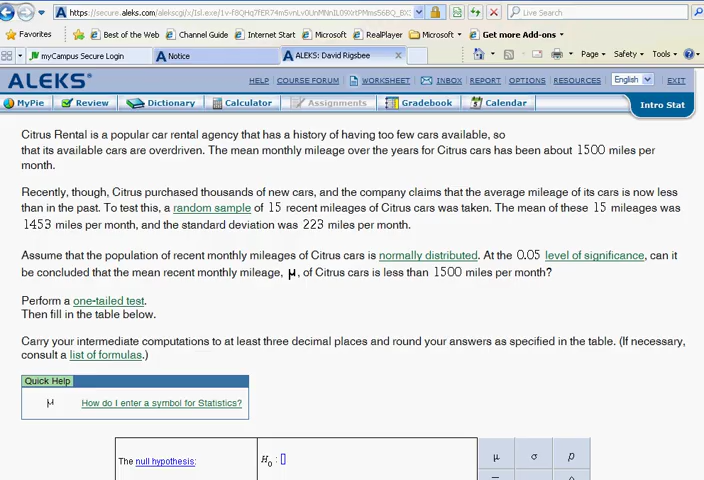 https://secure.aleks.com
Live Search
Favorites Best of the Web Channel Guide Customize Links Internet Start Microsoft RealPlayer Microsoft Get more Add-ons
myCampus Secure Login Notice ALEKS: David Rigsbee Page Safety Tools
ALEKS HELP COURSE FORUM WORKSHEET INBOX REPORT OPTIONS RESOURCES English EXIT
MyPie Review Dictionary Calculator Assignments Gradebook Calendar Intro Stat
Citrus Rental is a popular car rental agency that has a history of having too few cars available, so
that its available cars are overdriven. The mean monthly mileage over the years for Citrus cars has been about 1500 miles per
month.
Recently, though, Citrus purchased thousands of new cars, and the company claims that the average mileage of its cars is now less
than in the past. To test this, a random sample of 15 recent mileages of Citrus cars was taken. The mean of these 15 mileages was
1453 miles per month, and the standard deviation was 223 miles per month.
Assume that the population of recent monthly mileages of Citrus cars is normally distributed. At the 0.05 level of significance, can it
be concluded that the mean recent monthly mileage, μ, of Citrus cars is less than 1500 miles per month?
Perform a one-tailed test.
Then fill in the table below.
Carry your intermediate computations to at least three decimal places and round your answers as specified in the table. (If necessary,
consult a list of formulas.)
Quick Help
μ How do I enter a symbol for Statistics?
The null hypothesis: H0 : μ σ p